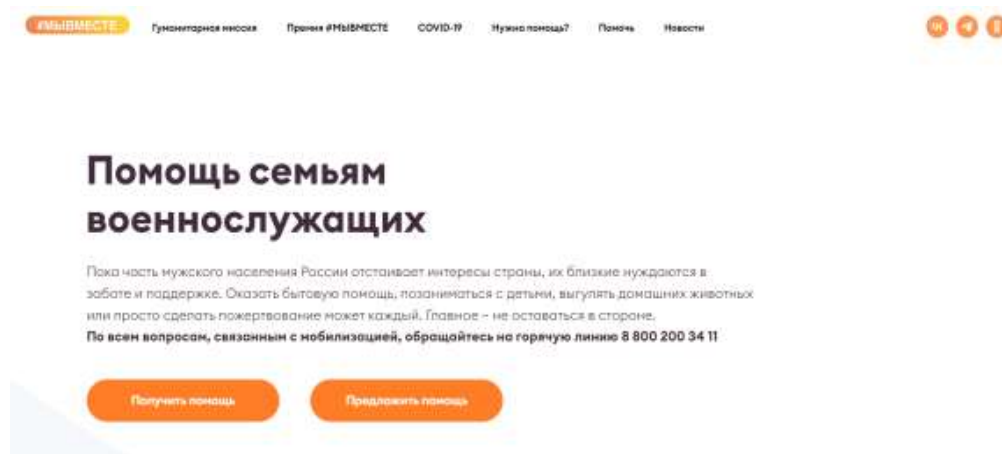 #МЫВМЕСТЕ
Гуманитарная миссия
Премия #МЫВМЕСТЕ
COVID-19
Нужна помощь?
Помочь
Новости
Помощь семьям
военнослужащих
Пока часть мужского населения России отстаивает интересы страны, их близкие нуждаются в
заботе и поддержке. Оказать бытовую помощь, позаниматься с детьми, выгулять домашних животных
или просто сделать пожертвование может каждый. Главное – не оставаться в стороне.
По всем вопросам, связанным с мобилизацией, обращайтесь на горячую линию 8 800 200 34 11
Получить помощь
Предложить помощь